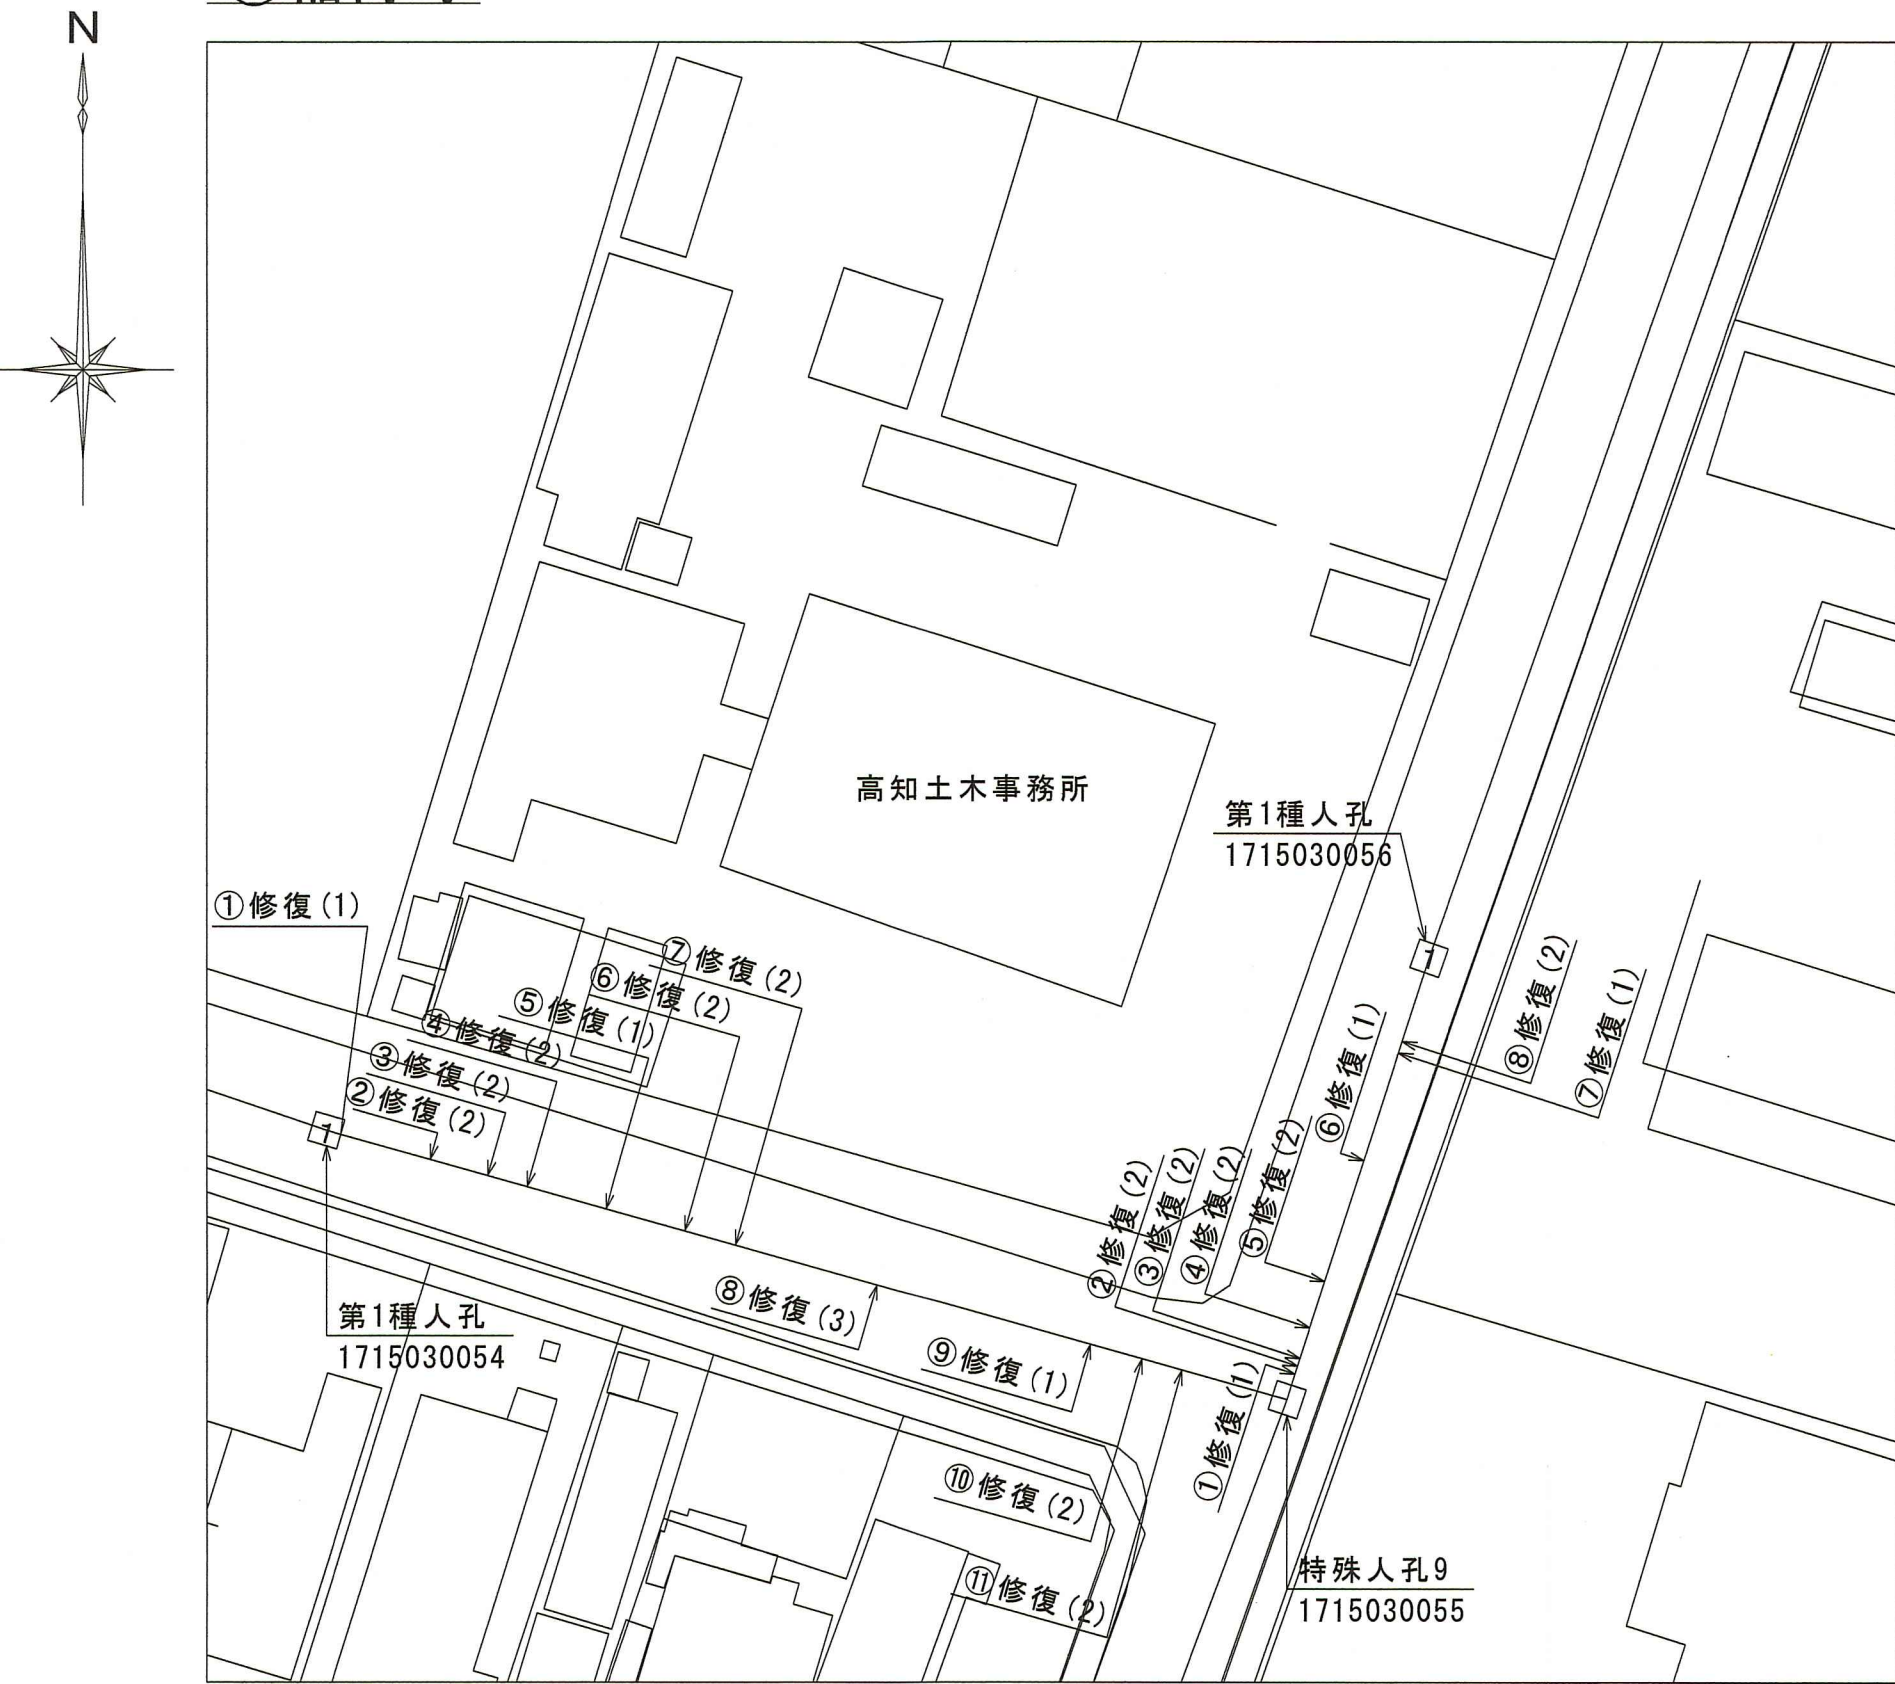 N
高知土木事務所
第1種人孔
1715030056
①修復(1)
⑦修復(2)
⑥修復(2)
⑤修復(1)
④修復(2)
③修復(2)
②修復(2)
1
1
⑧修復(2)
⑦修復(1)
⑥修復(1)
⑤修復(2)
④修復(2)
③修復(2)
②修復(2)
①修復(1)
第1種人孔
1715030054
⑧修復(3)
⑨修復(1)
⑩修復(2)
⑪修復(2)
特殊人孔9
1715030055